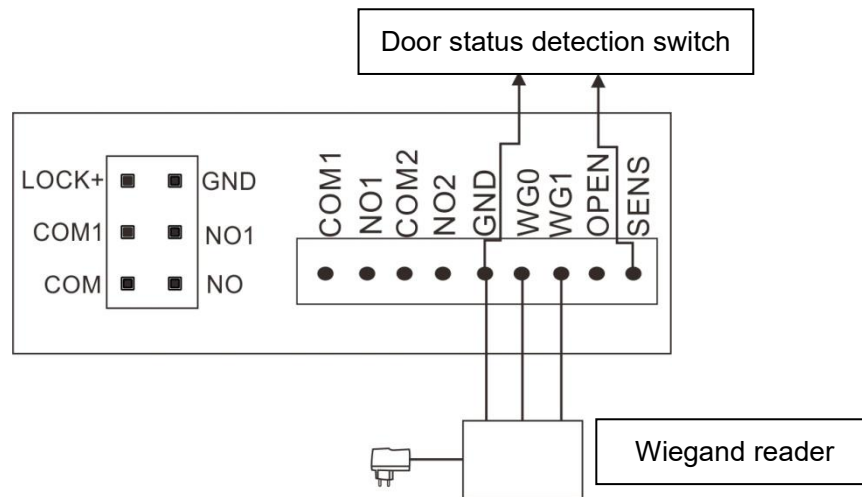 Door status detection switch
LOCK+
GND
COM1
NO1
COM
NO
COM1
NO1
COM2
NO2
GND
WG0
WG1
OPEN
SENS
Wiegand reader